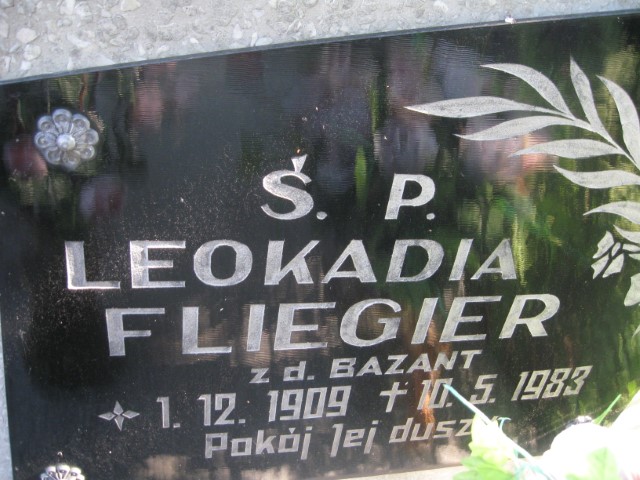 Ś. P.
LEOKADIA
FLIEGIER
z d. BAZANT
1. 12. 1909 † 10. 5. 1983
Pokój Jej duszy